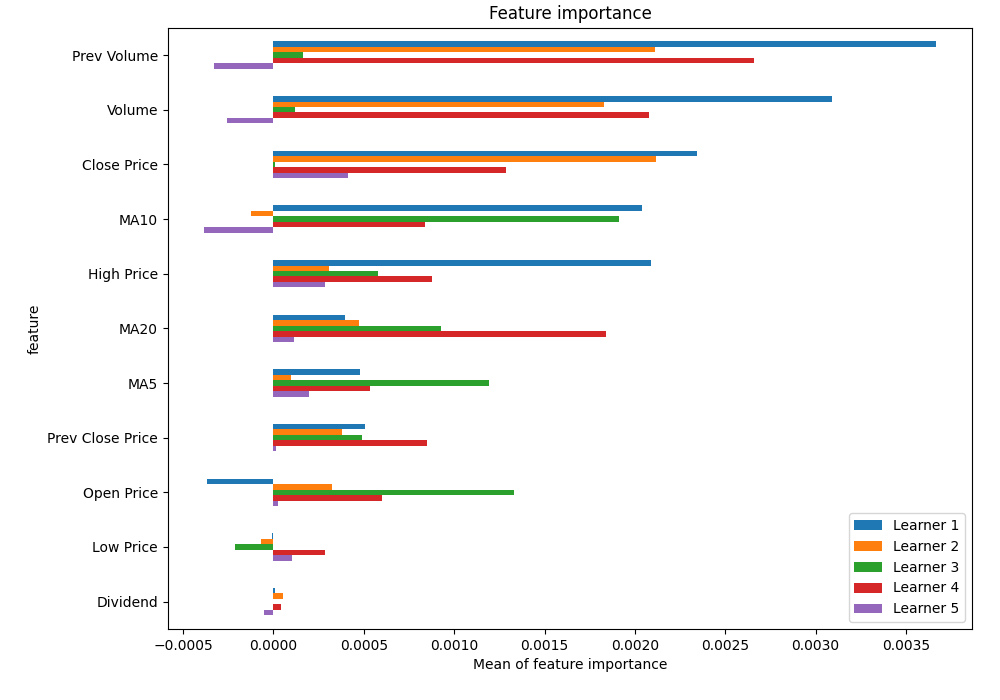 Feature importance
Prev Volume
Volume
Close Price
MA10
High Price
MA20
MA5
Prev Close Price
Open Price
Low Price
Dividend
feature
Learner 1
Learner 2
Learner 3
Learner 4
Learner 5
−0.0005 0.0000 0.0005 0.0010 0.0015 0.0020 0.0025 0.0030 0.0035
Mean of feature importance